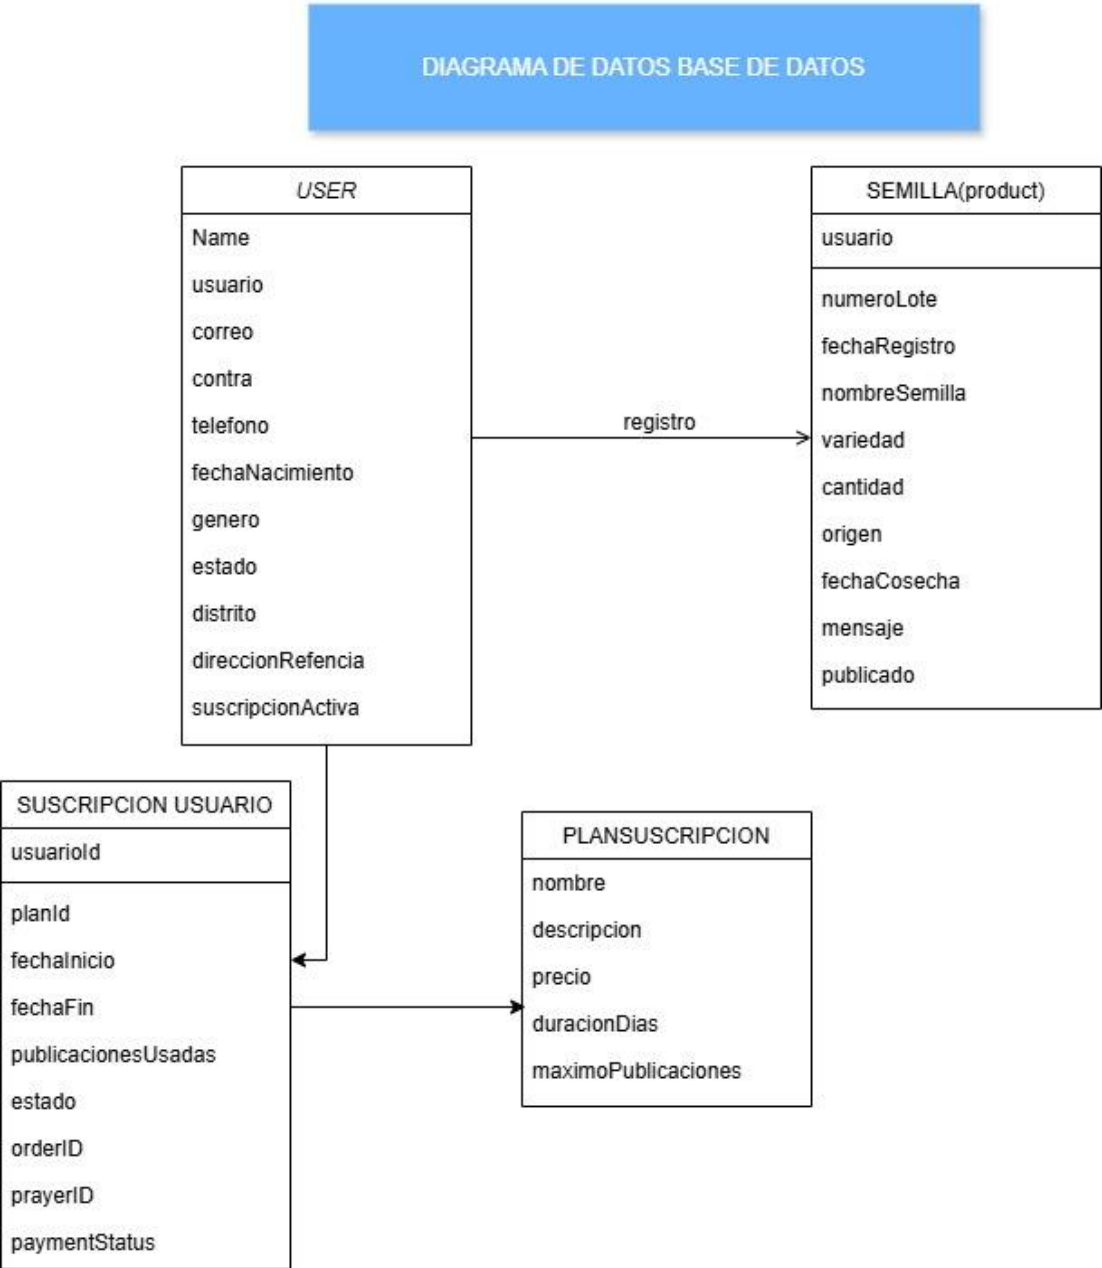 DIAGRAMA DE DATOS BASE DE DATOS
USER
Name
usuario
correo
contra
telefono
fechaNacimiento
genero
estado
distrito
direccionRefencia
suscripcionActiva
registro
SEMILLA(product)
usuario
numeroLote
fechaRegistro
nombreSemilla
variedad
cantidad
origen
fechaCosecha
mensaje
publicado
SUSCRIPCION USUARIO
usuarioId
planId
fechaInicio
fechaFin
publicacionesUsadas
estado
orderID
prayerID
paymentStatus
PLANSUSCRIPCION
nombre
descripcion
precio
duracionDias
maximoPublicaciones